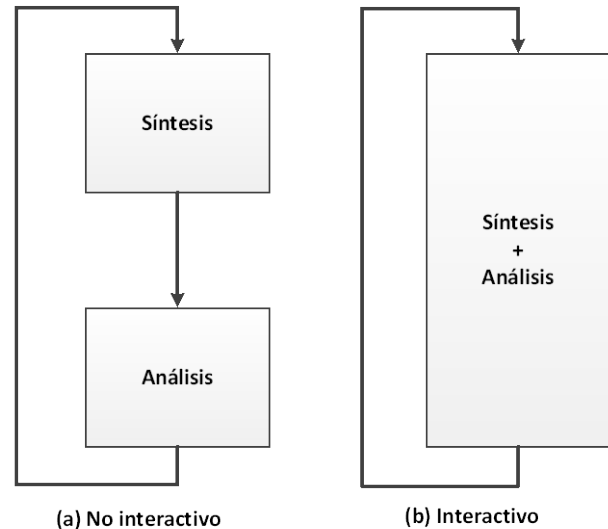 Síntesis
Análisis
(a) No interactivo
Síntesis
+
Análisis
(b) Interactivo